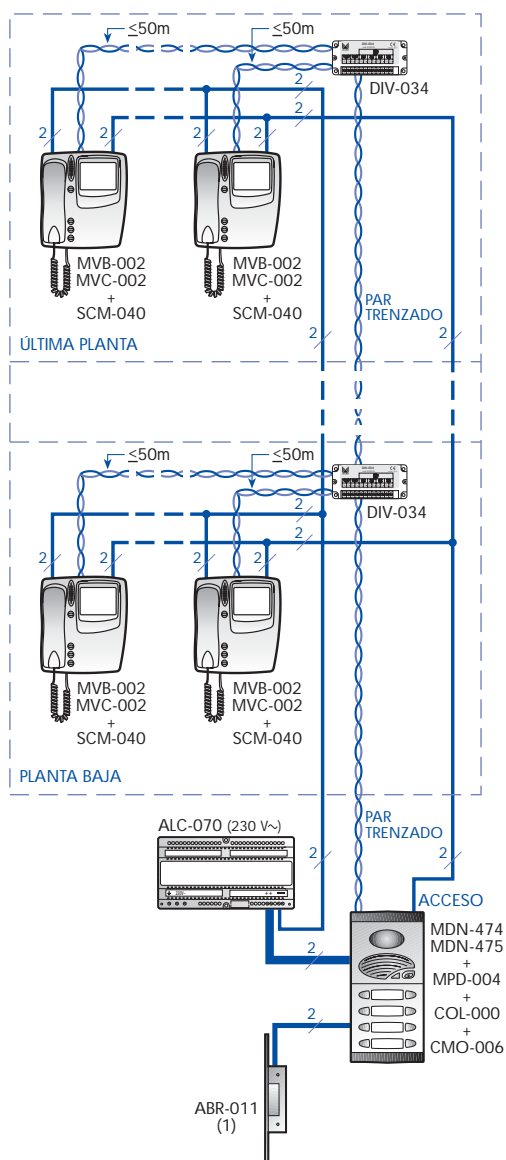 ≤50m
≤50m
DIV-034
2
2
2
2
2
2
MVB-002
MVC-002
+
SCM-040
MVB-002
MVC-002
+
SCM-040
PAR
TRENZADO
ÚLTIMA PLANTA
2
2
≤50m
≤50m
DIV-034
2
2
2
2
2
2
MVB-002
MVC-002
+
SCM-040
MVB-002
MVC-002
+
SCM-040
PLANTA BAJA
ALC-070 (230 V~)
PAR
TRENZADO
2
2
ACCESO
MDN-474
MDN-475
+
MPD-004
+
COL-000
+
CMO-006
2
2
ABR-011
(1)